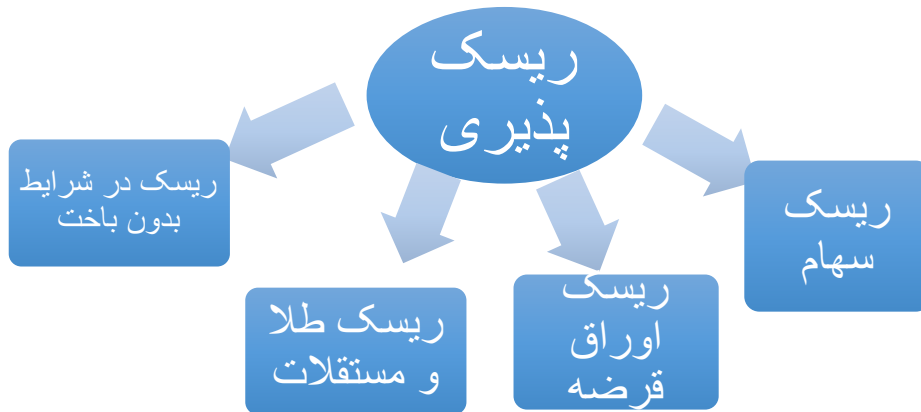 ریسک
پذیری
ریسک
سهام
ریسک
اوراق
قرضه
ریسک طلا
و مستقلات
ریسک در شرایط
بدون باخت